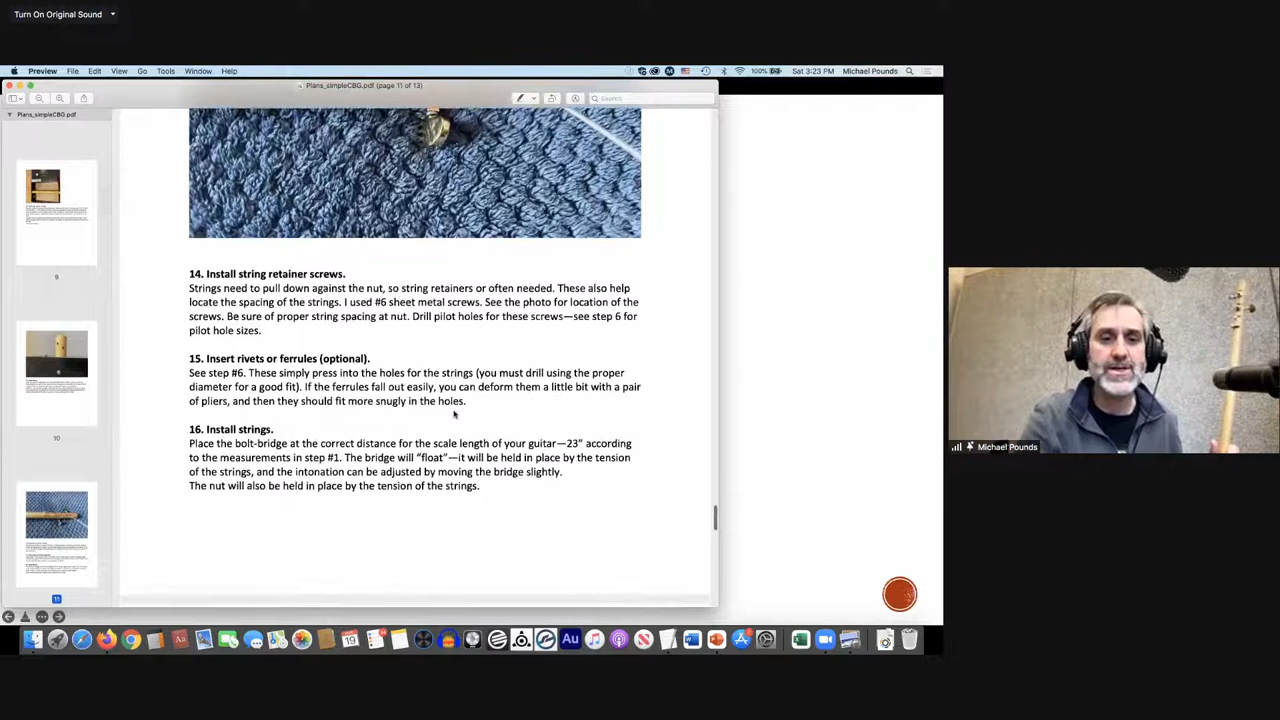 Turn On Original Sound
Preview File Edit View Go Tools Window Help
100% Sat 3:23 PM Michael Pounds
Plans_simpleCBG.pdf (page 11 of 13)
Search
Plans_simpleCBG.pdf
9
10
11
14. Install string retainer screws.
Strings need to pull down against the nut, so string retainers or often needed. These also help
locate the spacing of the strings. I used #6 sheet metal screws. See the photo for location of the
screws. Be sure of proper string spacing at nut. Drill pilot holes for these screws—see step 6 for
pilot hole sizes.
15. Insert rivets or ferrules (optional).
See step #6. These simply press into the holes for the strings (you must drill using the proper
diameter for a good fit). If the ferrules fall out easily, you can deform them a little bit with a pair
of pliers, and then they should fit more snugly in the holes.
16. Install strings.
Place the bolt-bridge at the correct distance for the scale length of your guitar—23” according
to the measurements in step #1. The bridge will “float”—it will be held in place by the tension
of the strings, and the intonation can be adjusted by moving the bridge slightly.
The nut will also be held in place by the tension of the strings.
Michael Pounds
Au